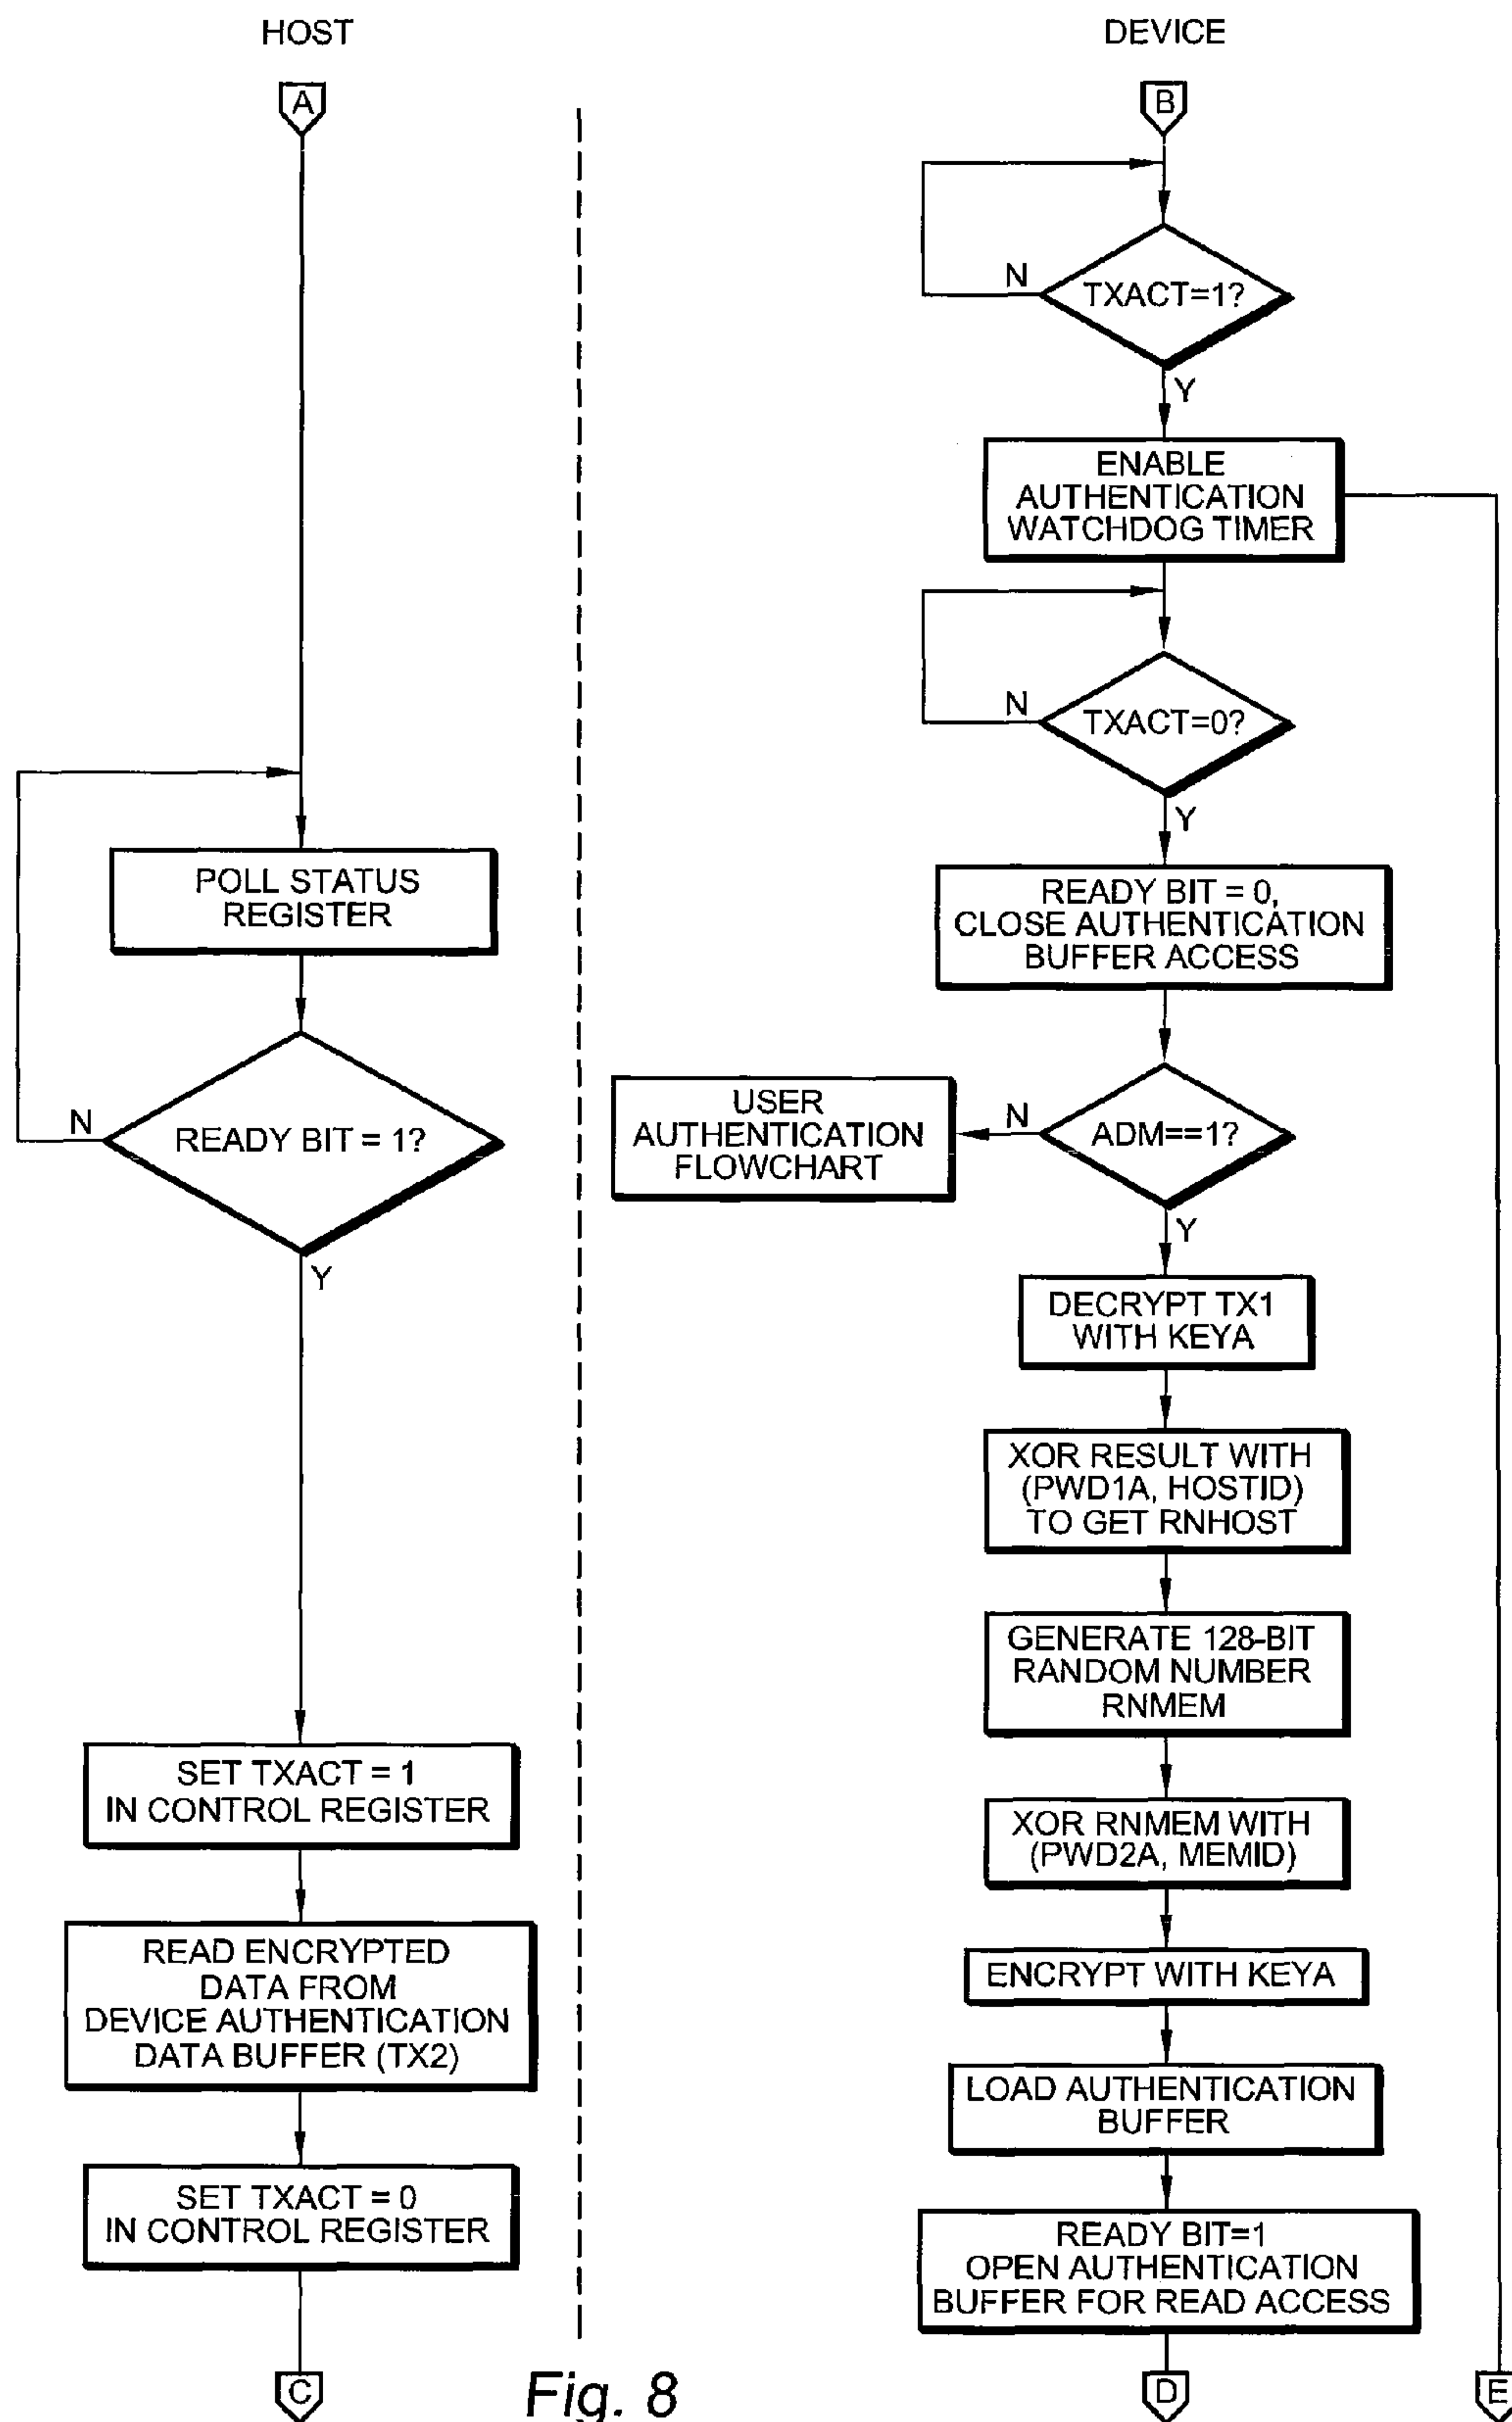 HOST
A
POLL STATUS
REGISTER
N
READY BIT = 1?
Y
SET TXACT = 1
IN CONTROL REGISTER
READ ENCRYPTED
DATA FROM
DEVICE AUTHENTICATION
DATA BUFFER (TX2)
SET TXACT = 0
IN CONTROL REGISTER
C
DEVICE
B
N
TXACT=1?
Y
ENABLE
AUTHENTICATION
WATCHDOG TIMER
N
TXACT=0?
Y
READY BIT = 0,
CLOSE AUTHENTICATION
BUFFER ACCESS
USER
AUTHENTICATION
FLOWCHART
N
ADM==1?
Y
DECRYPT TX1
WITH KEYA
XOR RESULT WITH
(PWD1A, HOSTID)
TO GET RNHOST
GENERATE 128-BIT
RANDOM NUMBER
RNMEM
XOR RNMEM WITH
(PWD2A, MEMID)
ENCRYPT WITH KEYA
LOAD AUTHENTICATION
BUFFER
READY BIT=1
OPEN AUTHENTICATION
BUFFER FOR READ ACCESS
D
E
Fig. 8